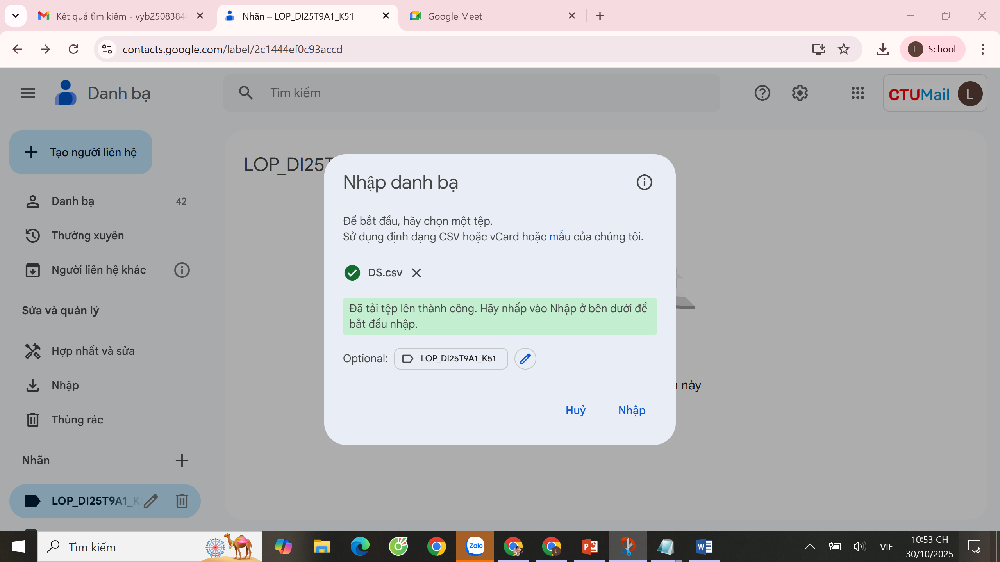 Kết quả tìm kiếm - vyb2508384
Nhãn – LOP_DI25T9A1_K51
Google Meet
contacts.google.com/label/2c1444ef0c93accd
L
School
Danh bạ
Tìm kiếm
CTUMail
L
Tạo người liên hệ
Danh bạ
42
Thường xuyên
Người liên hệ khác
Sửa và quản lý
Hợp nhất và sửa
Nhập
Thùng rác
Nhãn
LOP_DI25T9A1_K5
LOP_DI25T
Nhập danh bạ
Để bắt đầu, hãy chọn một tệp.
Sử dụng định dạng CSV hoặc vCard hoặc mẫu của chúng tôi.
DS.csv
Đã tải tệp lên thành công. Hãy nhấp vào Nhập ở bên dưới để
bắt đầu nhập.
Optional:
LOP_DI25T9A1_K51
này
Huỷ
Nhập
Tìm kiếm
Zalo
L
P
W
VIE
10:53 CH
30/10/2025